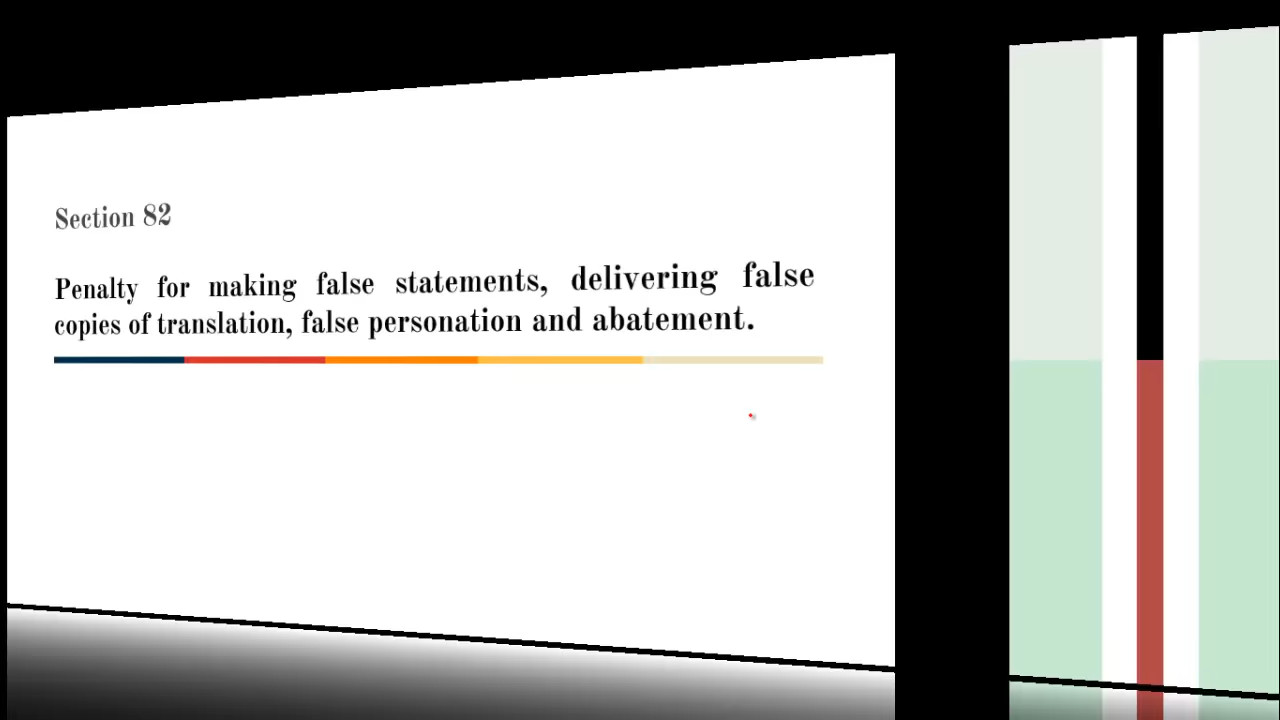 Section 82
Penalty for making false statements, delivering false
copies of translation, false personation and abatement.